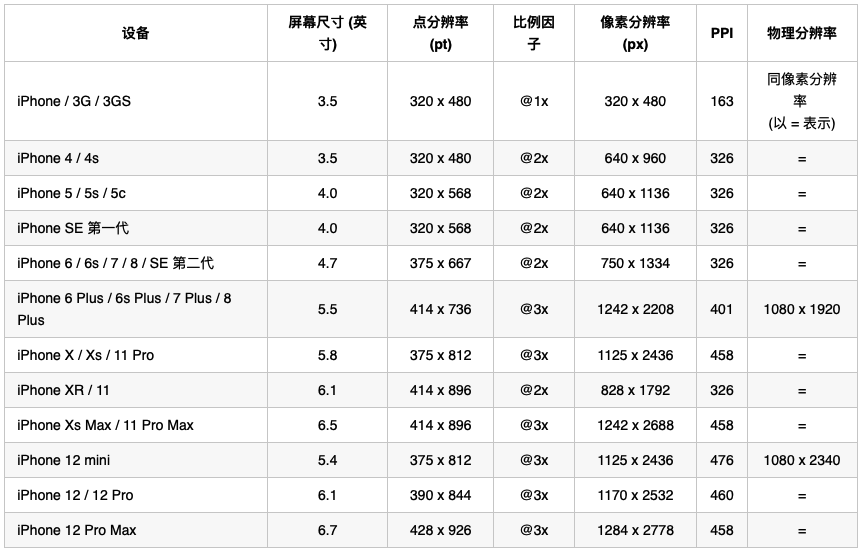 设备 屏幕尺寸 (英寸) 点分辨率 (pt) 比例因子 像素分辨率 (px) PPI 物理分辨率
iPhone / 3G / 3GS 3.5 320 x 480 @1x 320 x 480 163 同像素分辨率 (以 = 表示)
iPhone 4 / 4s 3.5 320 x 480 @2x 640 x 960 326 =
iPhone 5 / 5s / 5c 4.0 320 x 568 @2x 640 x 1136 326 =
iPhone SE 第一代 4.0 320 x 568 @2x 640 x 1136 326 =
iPhone 6 / 6s / 7 / 8 / SE 第二代 4.7 375 x 667 @2x 750 x 1334 326 =
iPhone 6 Plus / 6s Plus / 7 Plus / 8 Plus 5.5 414 x 736 @3x 1242 x 2208 401 1080 x 1920
iPhone X / Xs / 11 Pro 5.8 375 x 812 @3x 1125 x 2436 458 =
iPhone XR / 11 6.1 414 x 896 @2x 828 x 1792 326 =
iPhone Xs Max / 11 Pro Max 6.5 414 x 896 @3x 1242 x 2688 458 =
iPhone 12 mini 5.4 375 x 812 @3x 1125 x 2436 476 1080 x 2340
iPhone 12 / 12 Pro 6.1 390 x 844 @3x 1170 x 2532 460 =
iPhone 12 Pro Max 6.7 428 x 926 @3x 1284 x 2778 458 =